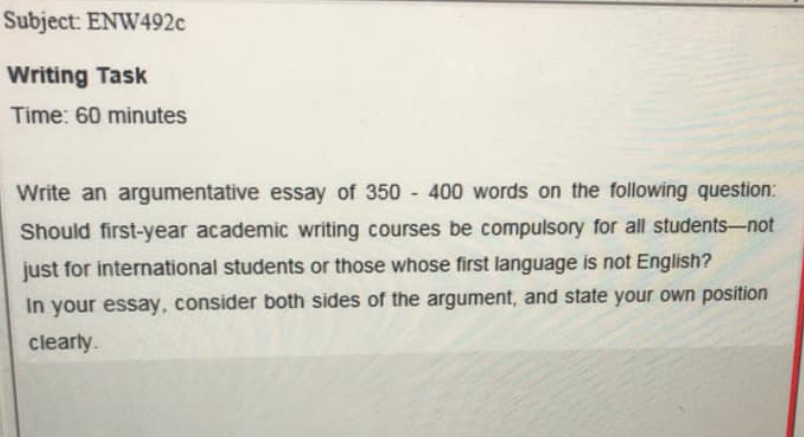 Subject: ENW492c
Writing Task
Time: 60 minutes
Write an argumentative essay of 350 - 400 words on the following question:
Should first-year academic writing courses be compulsory for all students—not
just for international students or those whose first language is not English?
In your essay, consider both sides of the argument, and state your own position
clearly.